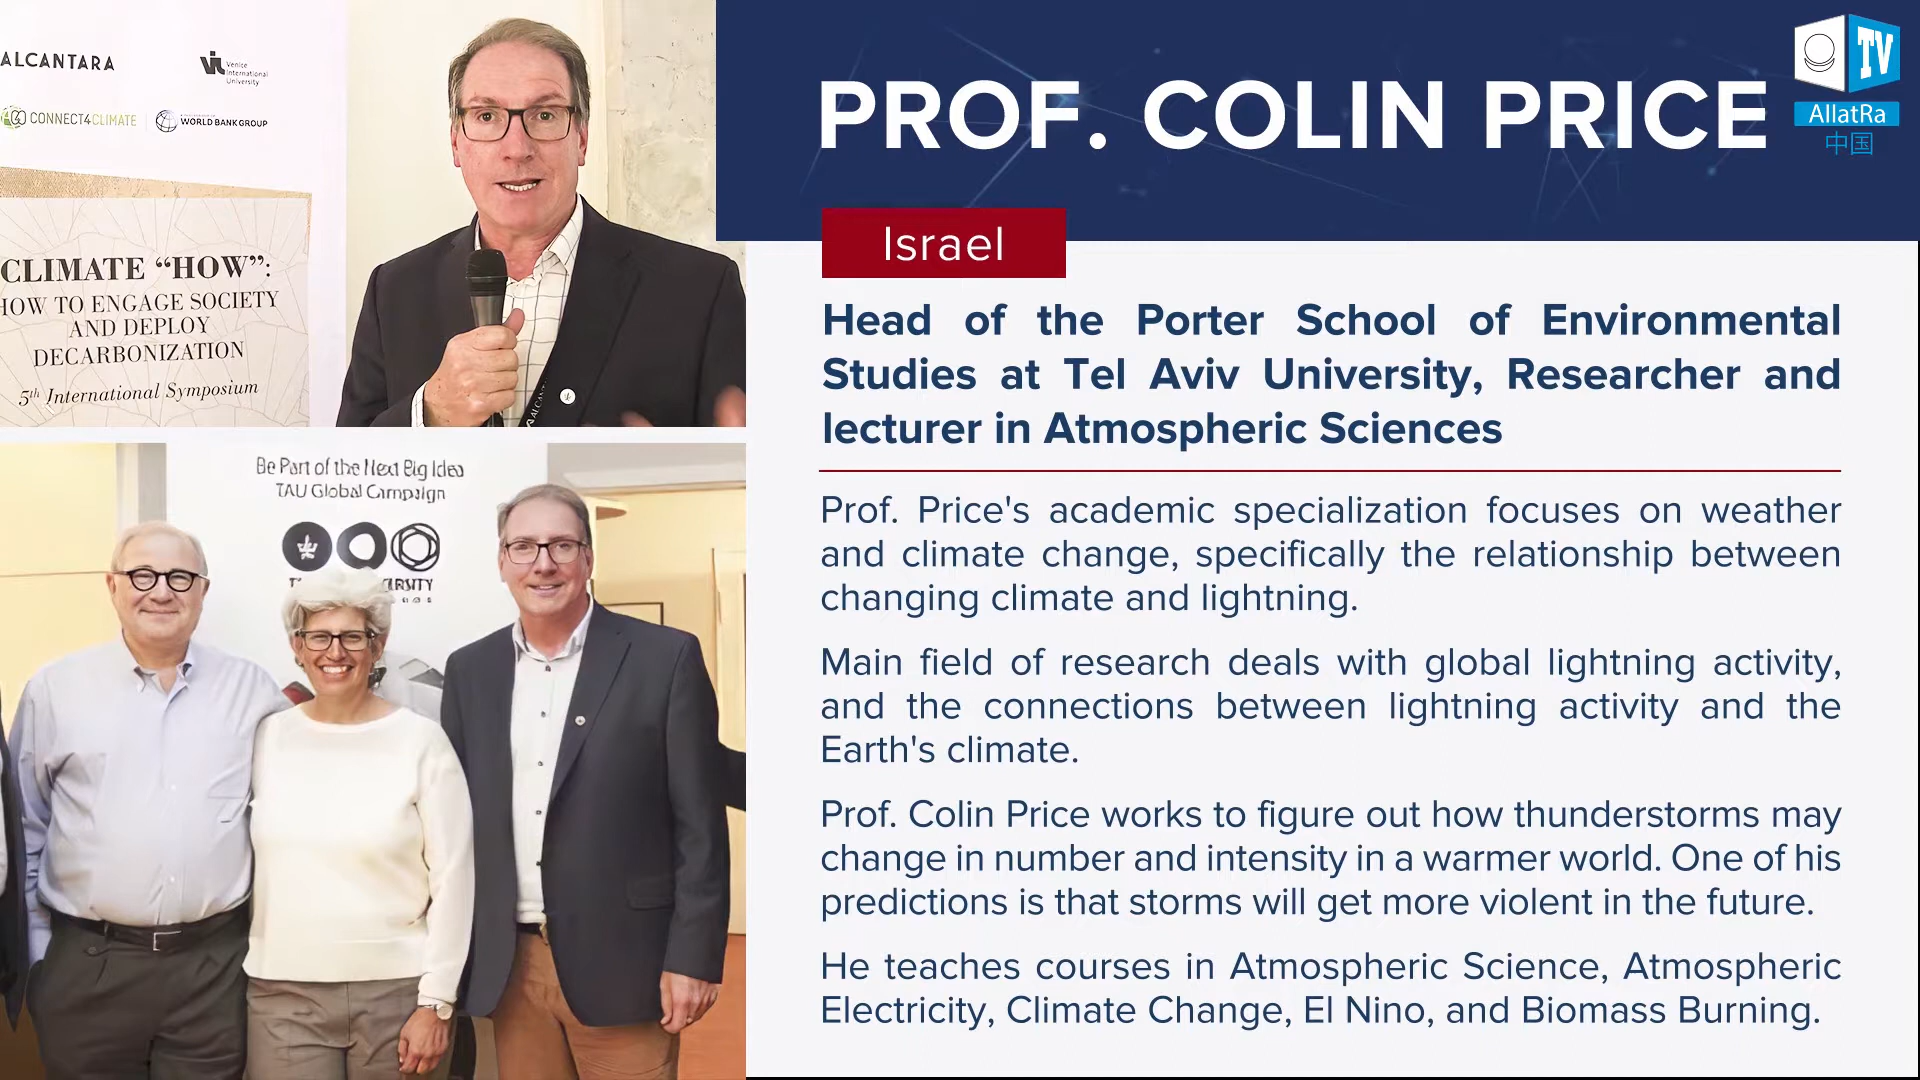 ALCANTARA
Venice
International
University
CONNECT4CLIMATE
WORLD BANK GROUP
CLIMATE “HOW”:
HOW TO ENGAGE SOCIETY
AND DEPLOY
DECARBONIZATION
5th International Symposium
Be Part of the Next Big Idea
TAU Global Campaign
PROF. COLIN PRICE
TV
AllatRa
中国
Israel
Head of the Porter School of Environmental
Studies at Tel Aviv University, Researcher and
lecturer in Atmospheric Sciences
Prof. Price's academic specialization focuses on weather
and climate change, specifically the relationship between
changing climate and lightning.
Main field of research deals with global lightning activity,
and the connections between lightning activity and the
Earth's climate.
Prof. Colin Price works to figure out how thunderstorms may
change in number and intensity in a warmer world. One of his
predictions is that storms will get more violent in the future.
He teaches courses in Atmospheric Science, Atmospheric
Electricity, Climate Change, El Nino, and Biomass Burning.